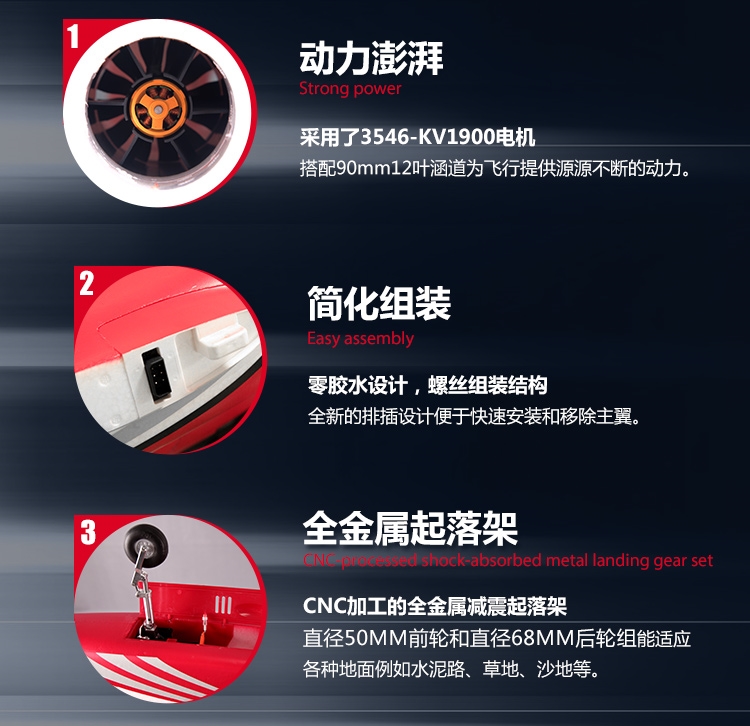 1
动力澎湃
Strong power
采用了3546-KV1900电机
搭配90mm12叶涵道为飞行提供源源不断的动力。
2
简化组装
Easy assembly
零胶水设计，螺丝组装结构
全新的排插设计便于快速安装和移除主翼。
3
全金属起落架
CNC-processed shock-absorbed metal landing gear set
CNC加工的全金属减震起落架
直径50MM前轮和直径68MM后轮组能适应
各种地面例如水泥路、草地、沙地等。